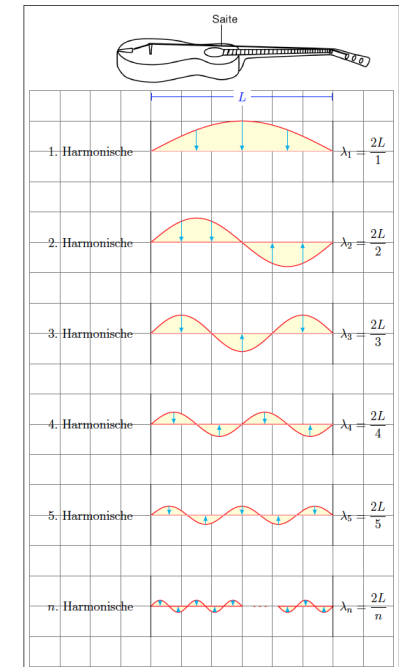 Saite
L
1. Harmonische λ₁ = 2L/1
2. Harmonische λ₂ = 2L/2
3. Harmonische λ₃ = 2L/3
4. Harmonische λ₄ = 2L/4
5. Harmonische λ₅ = 2L/5
n. Harmonische λₙ = 2L/n